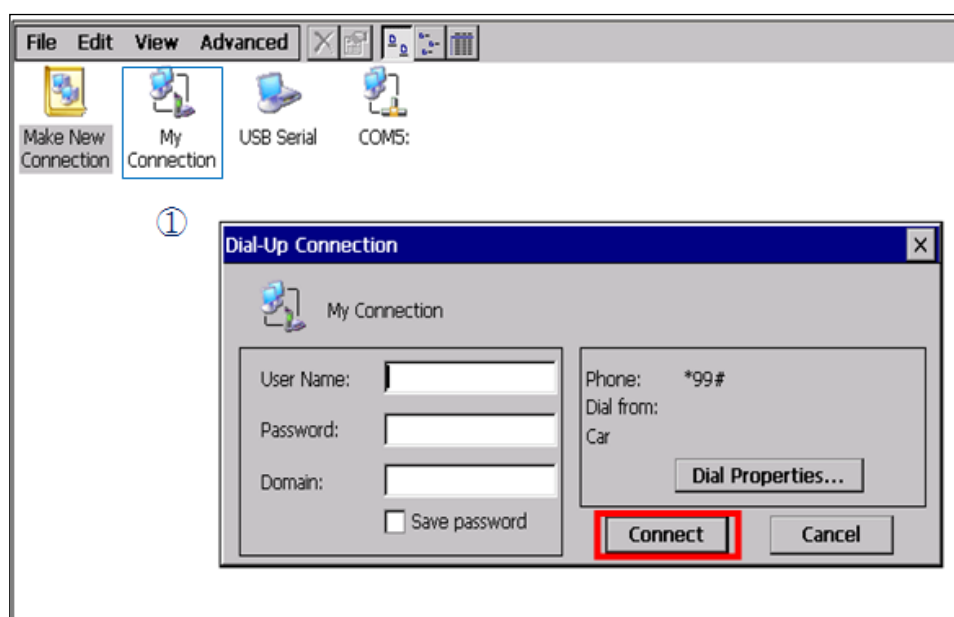 File Edit View Advanced
Make New
Connection
My
Connection
USB Serial
COM5:
①
Dial-Up Connection
My Connection
User Name:
Password:
Domain:
Save password
Phone: *99#
Dial from:
Car
Dial Properties...
Connect
Cancel